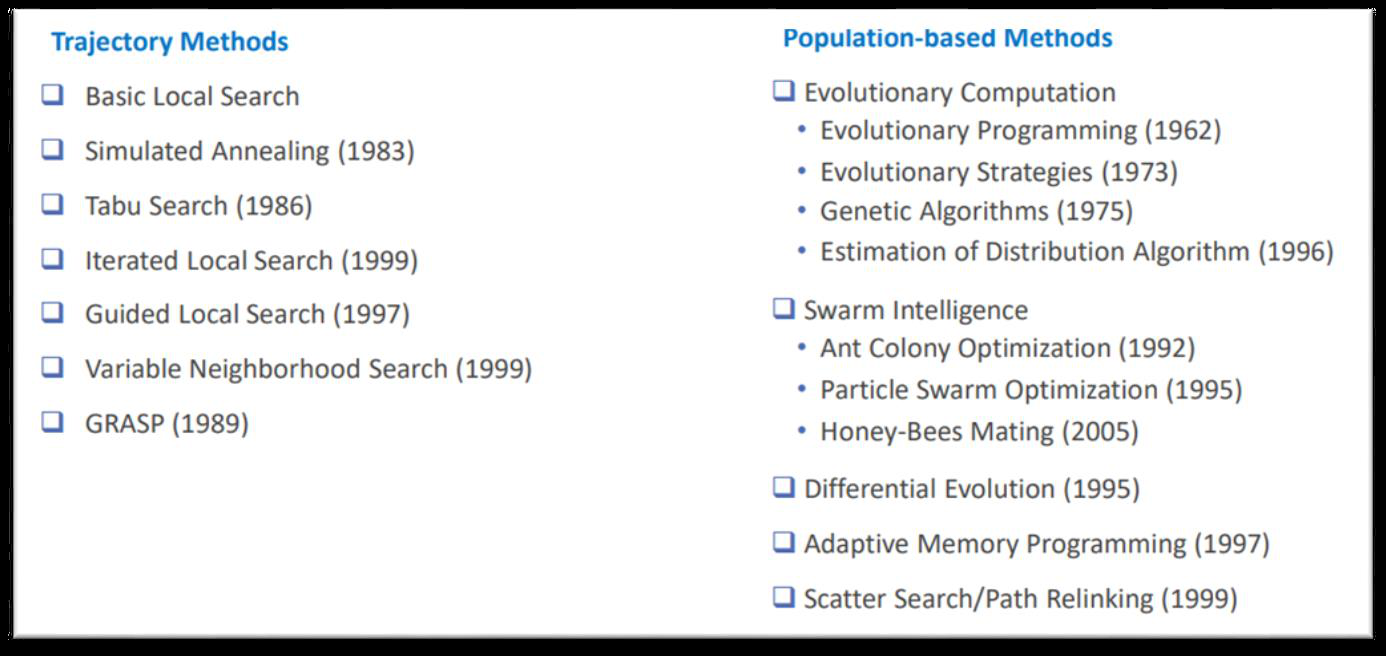 Trajectory Methods
Basic Local Search
Simulated Annealing (1983)
Tabu Search (1986)
Iterated Local Search (1999)
Guided Local Search (1997)
Variable Neighborhood Search (1999)
GRASP (1989)
Population-based Methods
Evolutionary Computation
• Evolutionary Programming (1962)
• Evolutionary Strategies (1973)
• Genetic Algorithms (1975)
• Estimation of Distribution Algorithm (1996)
Swarm Intelligence
• Ant Colony Optimization (1992)
• Particle Swarm Optimization (1995)
• Honey-Bees Mating (2005)
Differential Evolution (1995)
Adaptive Memory Programming (1997)
Scatter Search/Path Relinking (1999)